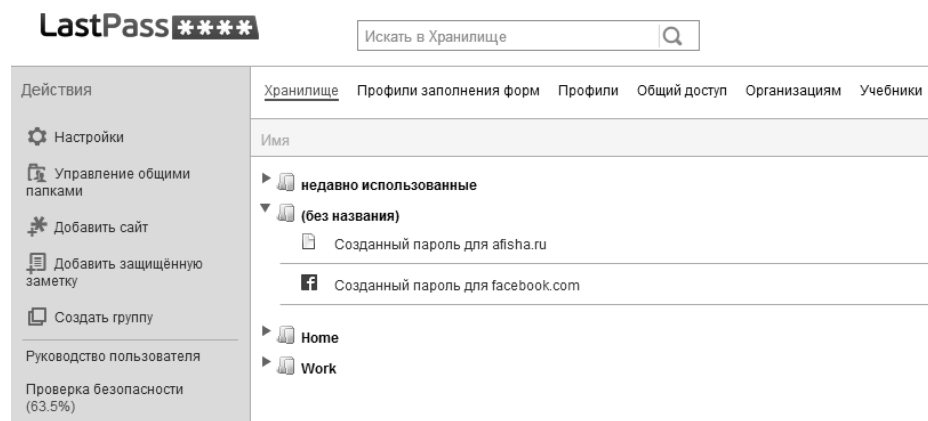 LastPass ****
Искать в Хранилище
Действия
Настройки
Управление общими
папками
Добавить сайт
Добавить защищённую
заметку
Создать группу
Руководство пользователя
Проверка безопасности
(63.5%)
Хранилище Профили заполнения форм Профили Общий доступ Организациям Учебники
Имя
недавно использованные
(без названия)
Созданный пароль для afisha.ru
Созданный пароль для facebook.com
Home
Work